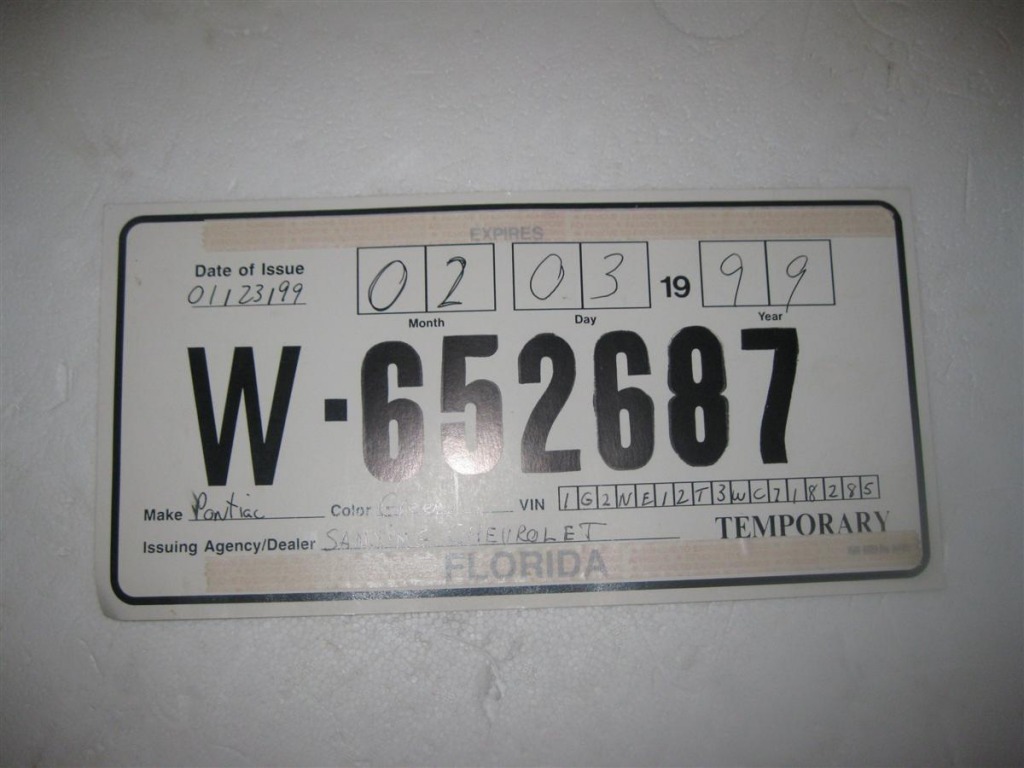 EXPIRES
Date of Issue
01/23/99
02 03 19 99
Month Day Year
W-652687
Make Pontiac Color VIN 1G2NE12T3WC718285
Issuing Agency/Dealer CHEVROLET
TEMPORARY
FLORIDA